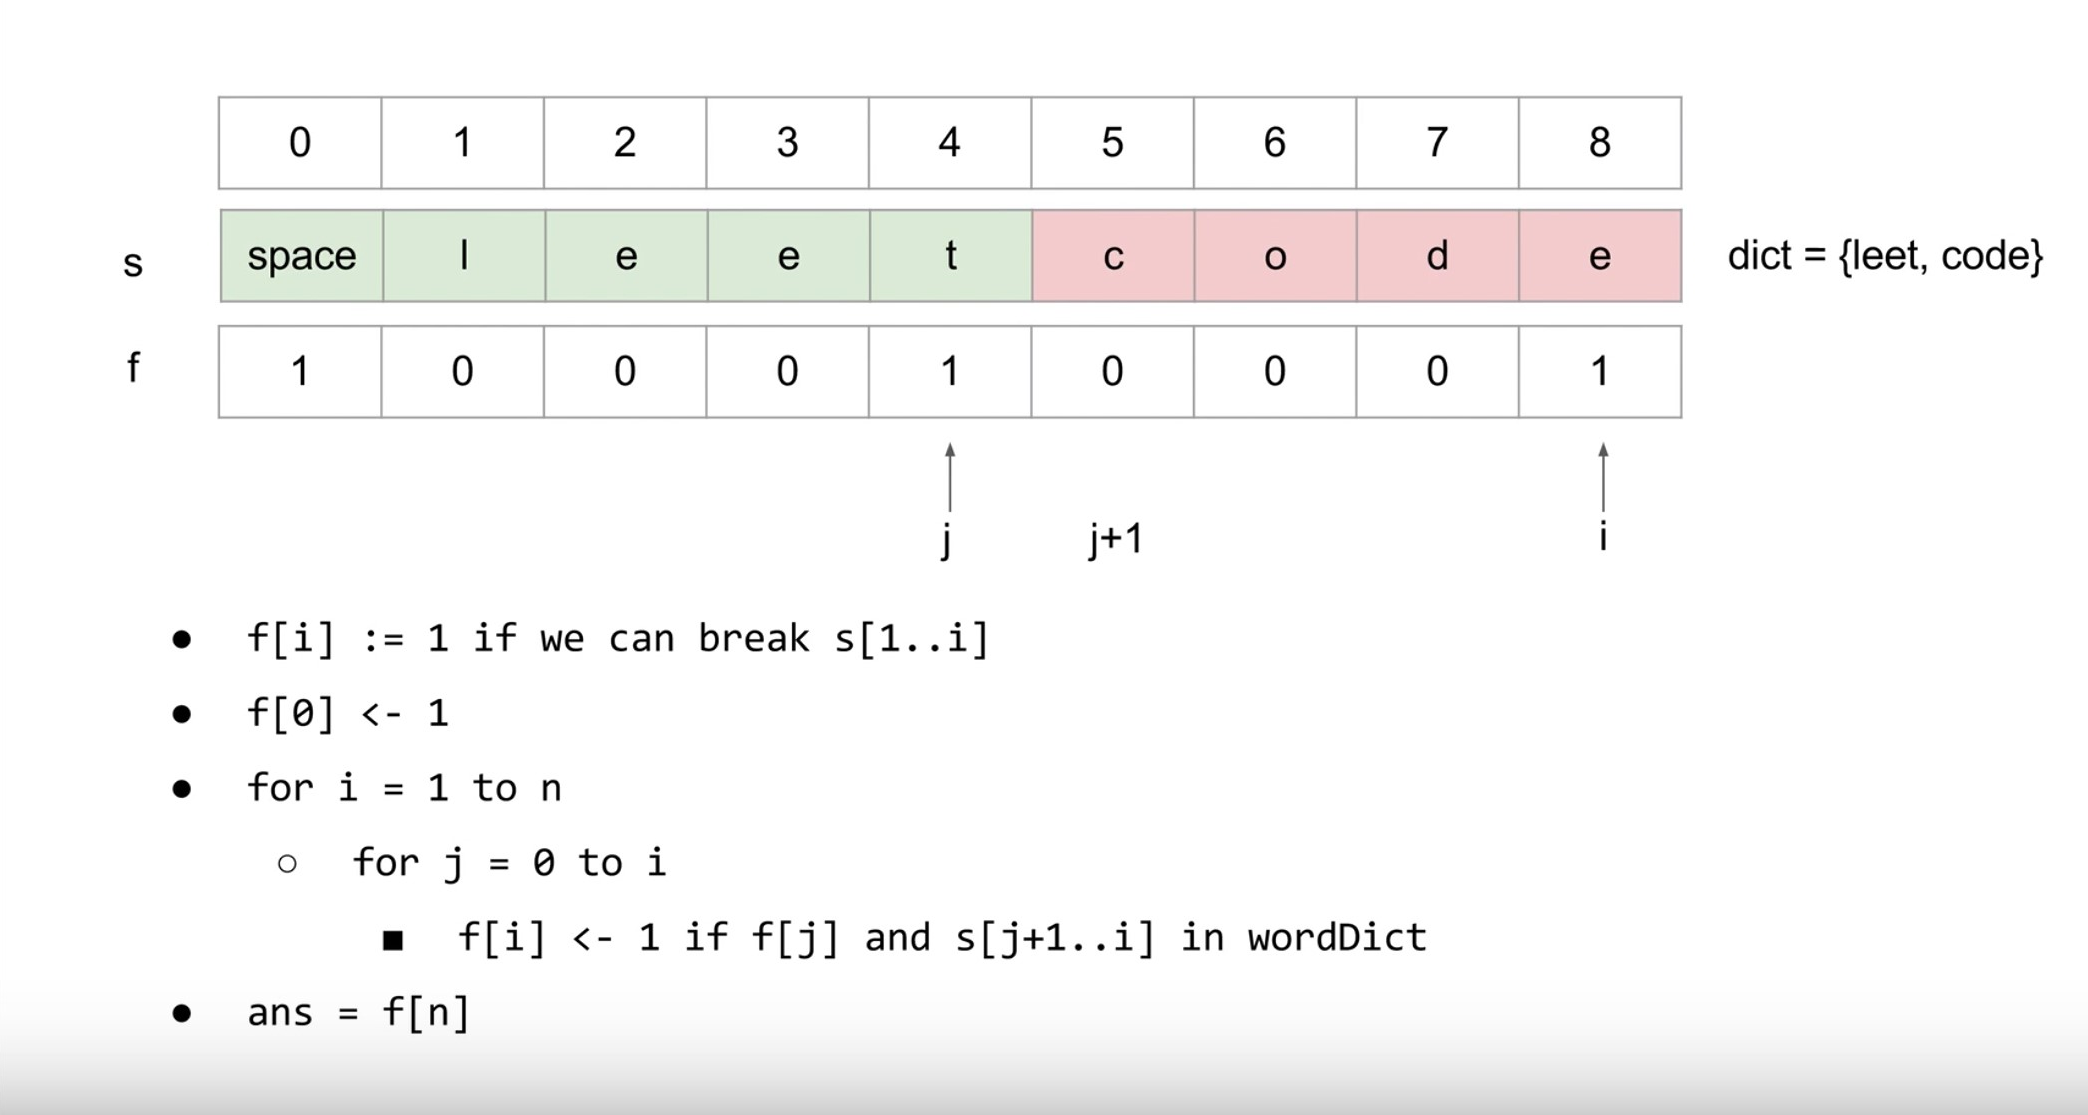 0 1 2 3 4 5 6 7 8
s space l e e t c o d e dict = {leet, code}
f 1 0 0 0 1 0 0 0 1
j j+1 i
● f[i] := 1 if we can break s[1..i]
● f[0] <- 1
● for i = 1 to n
○ for j = 0 to i
■ f[i] <- 1 if f[j] and s[j+1..i] in wordDict
● ans = f[n]